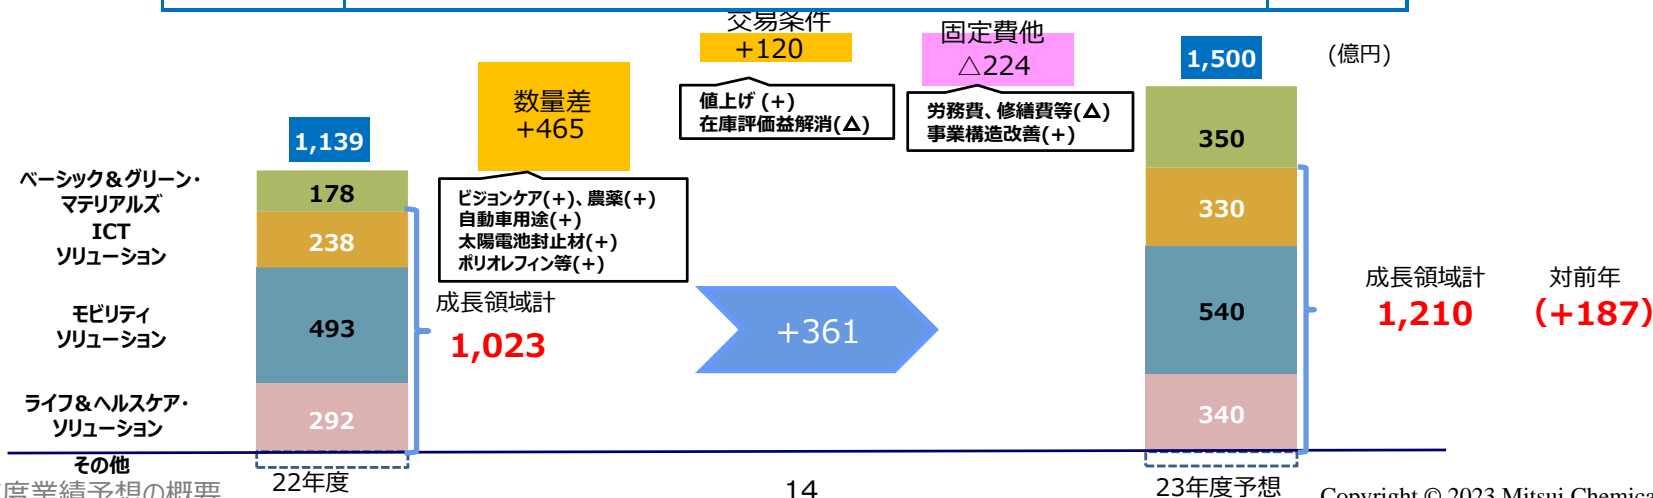 交易条件
+120
固定費他
△224
1,500
(億円)
数量差
+465
値上げ (+)
在庫評価益解消(△)
労務費、修繕費等(△)
事業構造改善(+)
1,139
350
ベーシック&グリーン・
マテリアルズ
178
ビジョンケア(+)、農薬(+)
自動車用途(+)
太陽電池封止材(+)
ポリオレフィン等(+)
330
ICT
ソリューション
238
成長領域計
1,023
+361
モビリティ
ソリューション
493
540
成長領域計
1,210
対前年
(+187)
ライフ&ヘルスケア・
ソリューション
292
340
その他
22年度
23年度予想
度業績予想の概要
14
Copyright © 2023 Mitsui Chemica